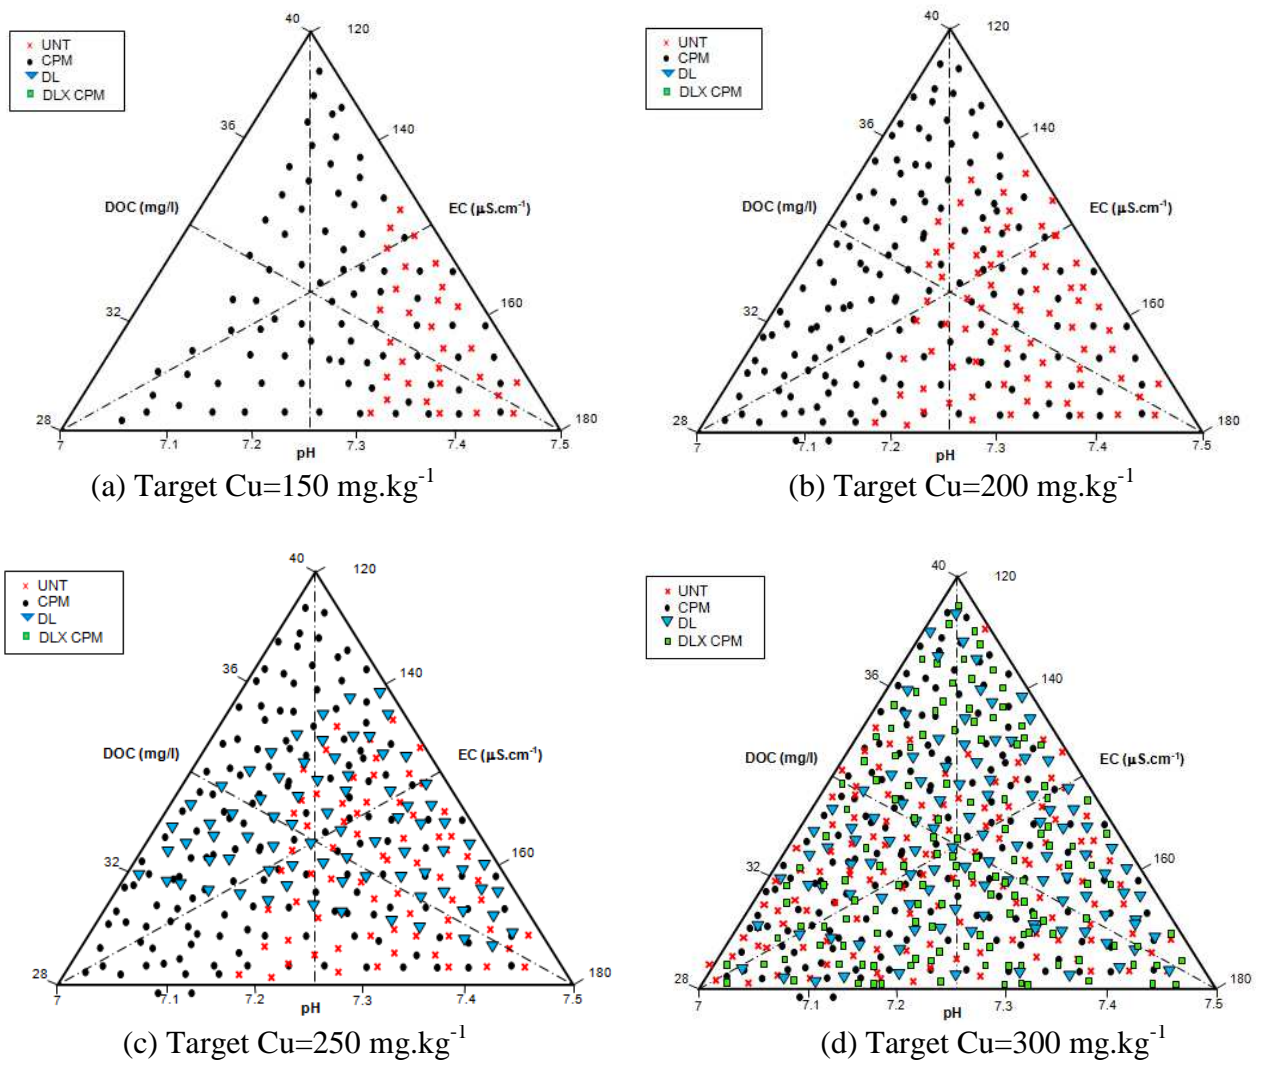 40 120
UNT
CPM
DL
DLX CPM
36 140
DOC (mg/l) EC (µS.cm-1)
32 160
28 180
7 7.1 7.2 7.3 7.4 7.5
pH
(a) Target Cu=150 mg.kg-1
40 120
UNT
CPM
DL
DLX CPM
36 140
DOC (mg/l) EC (µS.cm-1)
32 160
28 180
7 7.1 7.2 7.3 7.4 7.5
pH
(b) Target Cu=200 mg.kg-1
40 120
UNT
CPM
DL
DLX CPM
36 140
DOC (mg/l) EC (µS.cm-1)
32 160
28 180
7 7.1 7.2 7.3 7.4 7.5
pH
(c) Target Cu=250 mg.kg-1
40 120
UNT
CPM
DL
DLX CPM
36 140
DOC (mg/l) EC (µS.cm-1)
32 160
28 180
7 7.1 7.2 7.3 7.4 7.5
pH
(d) Target Cu=300 mg.kg-1